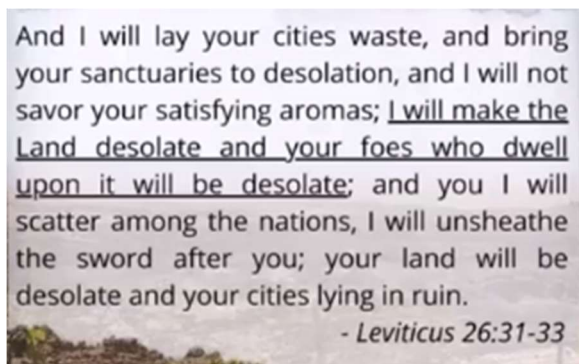 And I will lay your cities waste, and bring
your sanctuaries to desolation, and I will not
savor your satisfying aromas; I will make the
Land desolate and your foes who dwell
upon it will be desolate; and you I will
scatter among the nations, I will unsheathe
the sword after you; your land will be
desolate and your cities lying in ruin.
- Leviticus 26:31-33